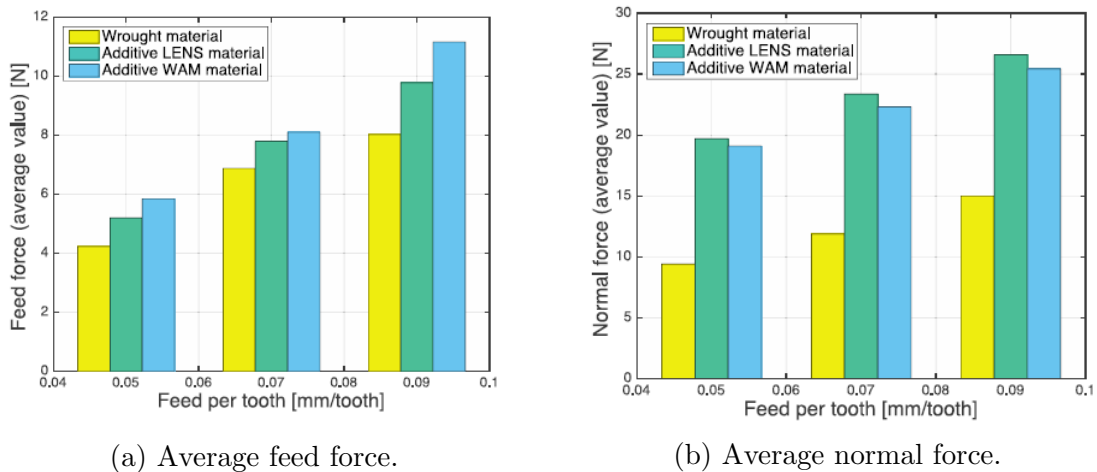 12
10
8
6
4
2
0
Feed force (average value) [N]
Wrought material
Additive LENS material
Additive WAM material
0.04 0.05 0.06 0.07 0.08 0.09 0.1
Feed per tooth [mm/tooth]
(a) Average feed force.
30
25
20
15
10
5
0
Normal force (average value) [N]
Wrought material
Additive LENS material
Additive WAM material
0.04 0.05 0.06 0.07 0.08 0.09 0.1
Feed per tooth [mm/tooth]
(b) Average normal force.